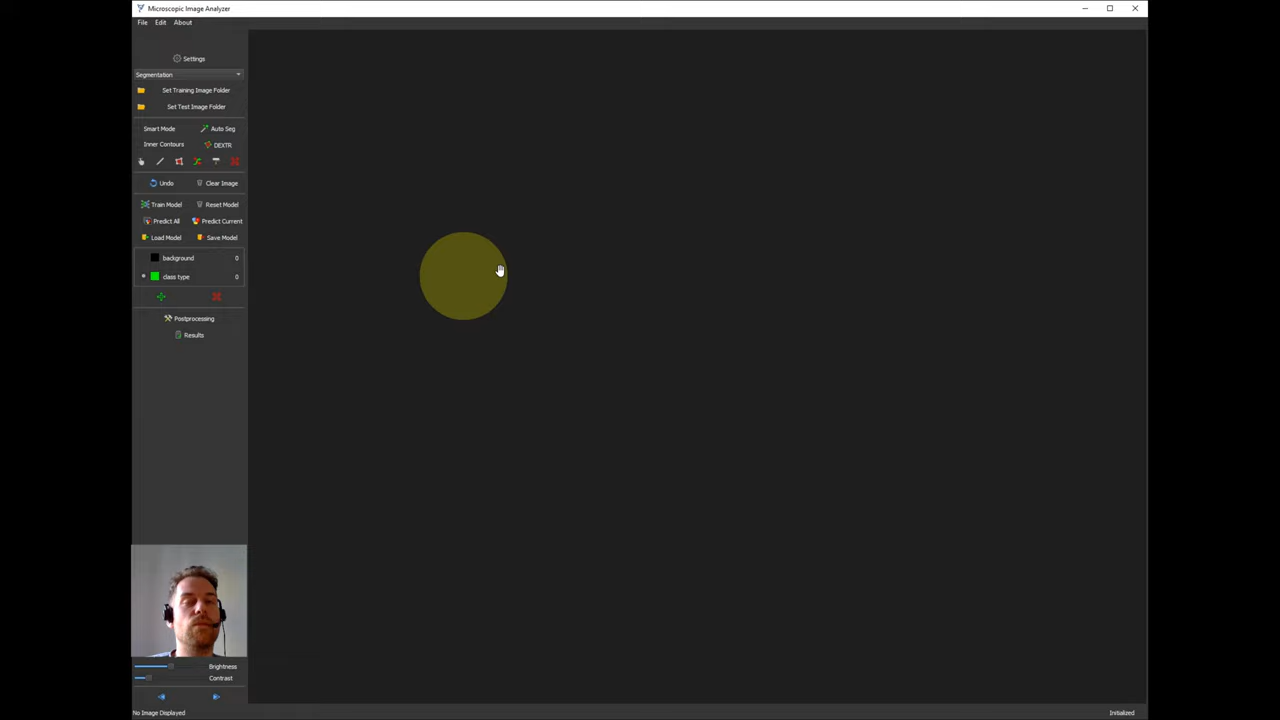 Microscopic Image Analyzer
File Edit About
Settings
Segmentation
Set Training Image Folder
Set Test Image Folder
Smart Mode Auto Seg
Inner Contours DEXTR
Undo Clear Image
Train Model Reset Model
Predict All Predict Current
Load Model Save Model
background 0
class type 0
Postprocessing
Results
Brightness
Contrast
No Image Displayed Initialized